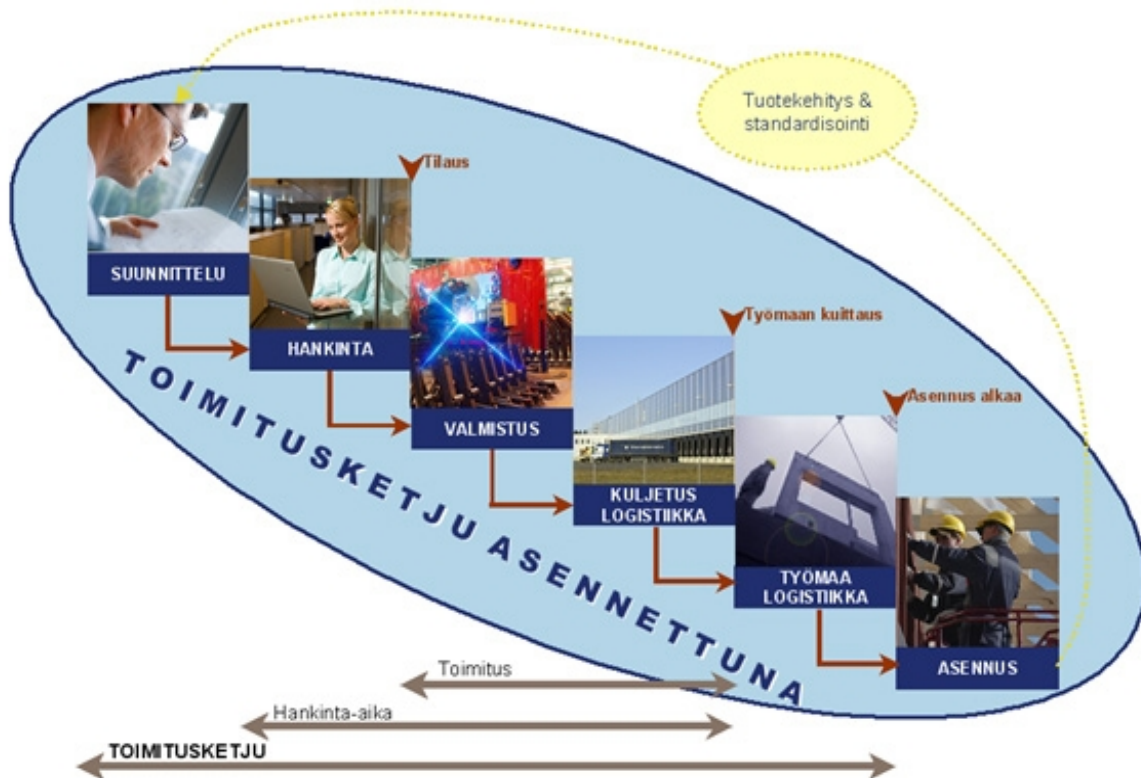 Tuotekehitys &
standardisointi
Tilaus
SUUNNITTELU
HANKINTA
Työmaan kuittaus
VALMISTUS
Asennus alkaa
KULJETUS
LOGISTIIKKA
TYÖMAA
LOGISTIIKKA
ASENNUS
TOIMITUSKETJU ASENNETTUNA
Toimitus
Hankinta-aika
TOIMITUSKETJU